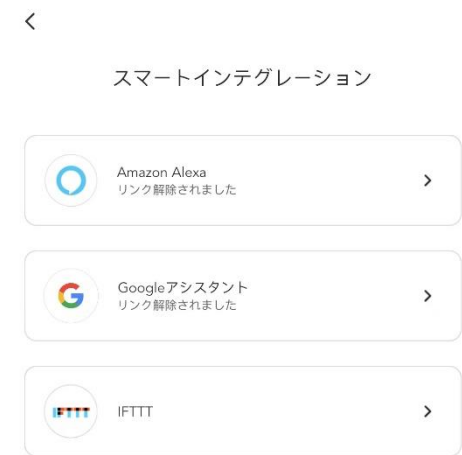 スマートインテグレーション
Amazon Alexa
リンク解除されました
Googleアシスタント
リンク解除されました
IFTTT